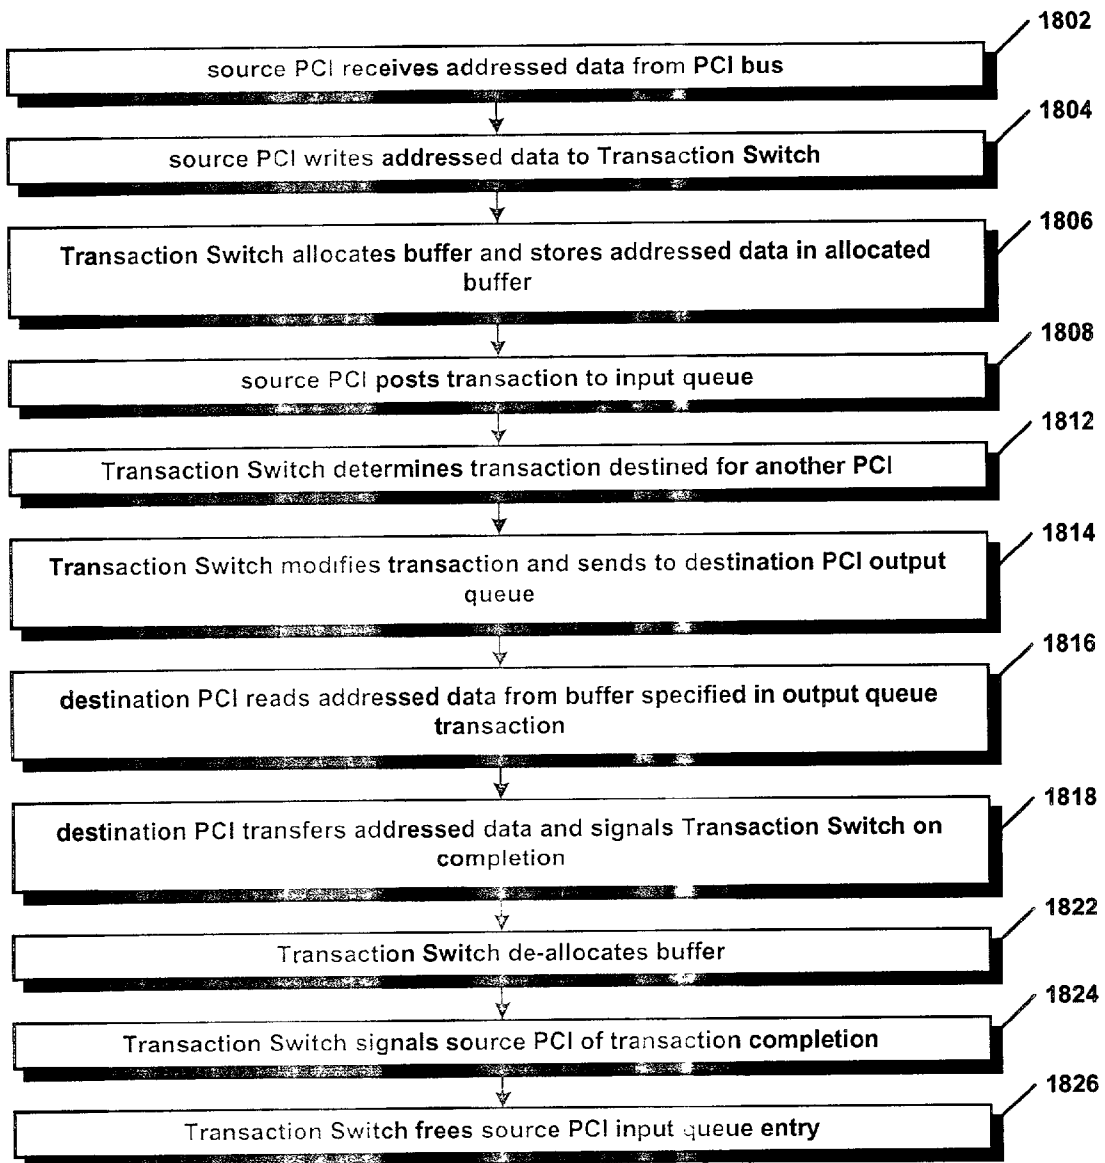 1802
source PCI receives addressed data from PCI bus
1804
source PCI writes addressed data to Transaction Switch
1806
Transaction Switch allocates buffer and stores addressed data in allocated
buffer
1808
source PCI posts transaction to input queue
1812
Transaction Switch determines transaction destined for another PCI
1814
Transaction Switch modifies transaction and sends to destination PCI output
queue
1816
destination PCI reads addressed data from buffer specified in output queue
transaction
1818
destination PCI transfers addressed data and signals Transaction Switch on
completion
1822
Transaction Switch de-allocates buffer
1824
Transaction Switch signals source PCI of transaction completion
1826
Transaction Switch frees source PCI input queue entry